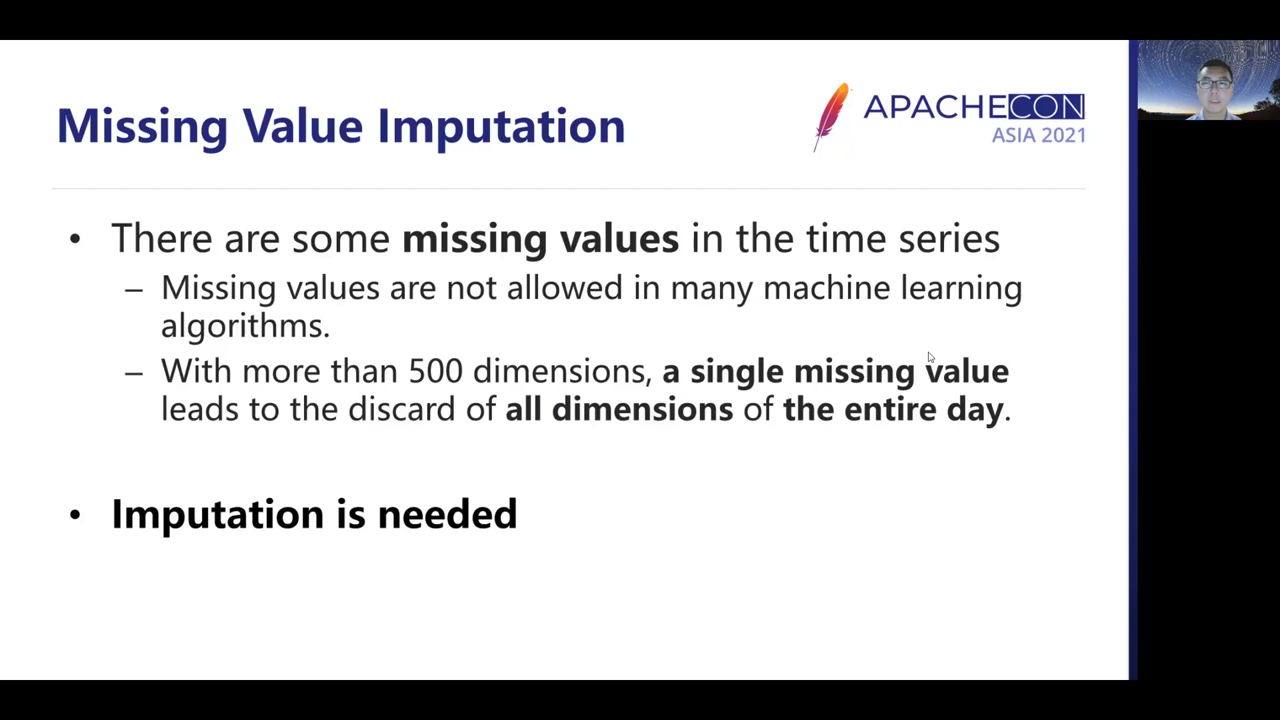 Missing Value Imputation
APACHECON
ASIA 2021
• There are some missing values in the time series
– Missing values are not allowed in many machine learning
algorithms.
– With more than 500 dimensions, a single missing value
leads to the discard of all dimensions of the entire day.
• Imputation is needed